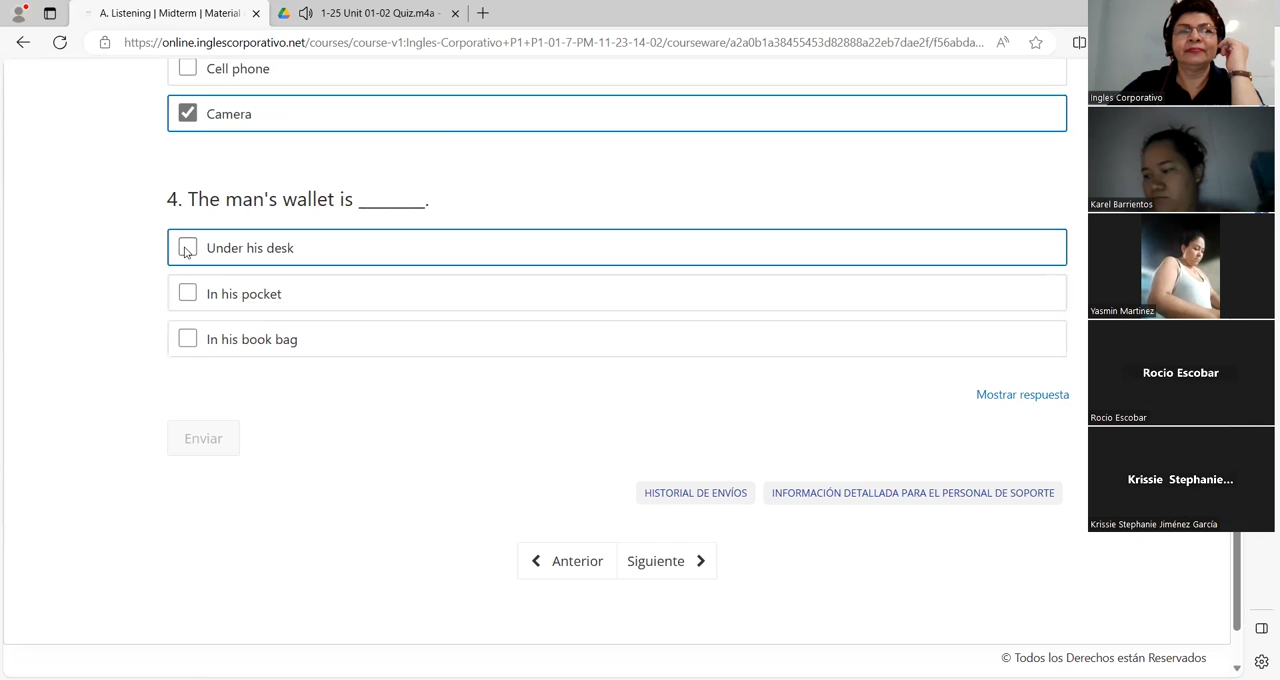 A. Listening | Midterm | Material
1-25 Unit 01-02 Quiz.m4a -
https://online.inglescorporativo.net/courses/course-v1:Ingles-Corporativo+P1+P1-01-7-PM-11-23-14-02/courseware/a2a0b1a38455453d82888a22eb7dae2f/f56abda...
Cell phone
Camera
4. The man's wallet is _______.
Under his desk
In his pocket
In his book bag
Mostrar respuesta
Enviar
HISTORIAL DE ENVÍOS
INFORMACIÓN DETALLADA PARA EL PERSONAL DE SOPORTE
Anterior
Siguiente
© Todos los Derechos están Reservados
Ingles Corporativo
Karel Barrientos
Yasmin Martinez
Rocio Escobar
Rocio Escobar
Krissie Stephanie...
Krissie Stephanie Jiménez García